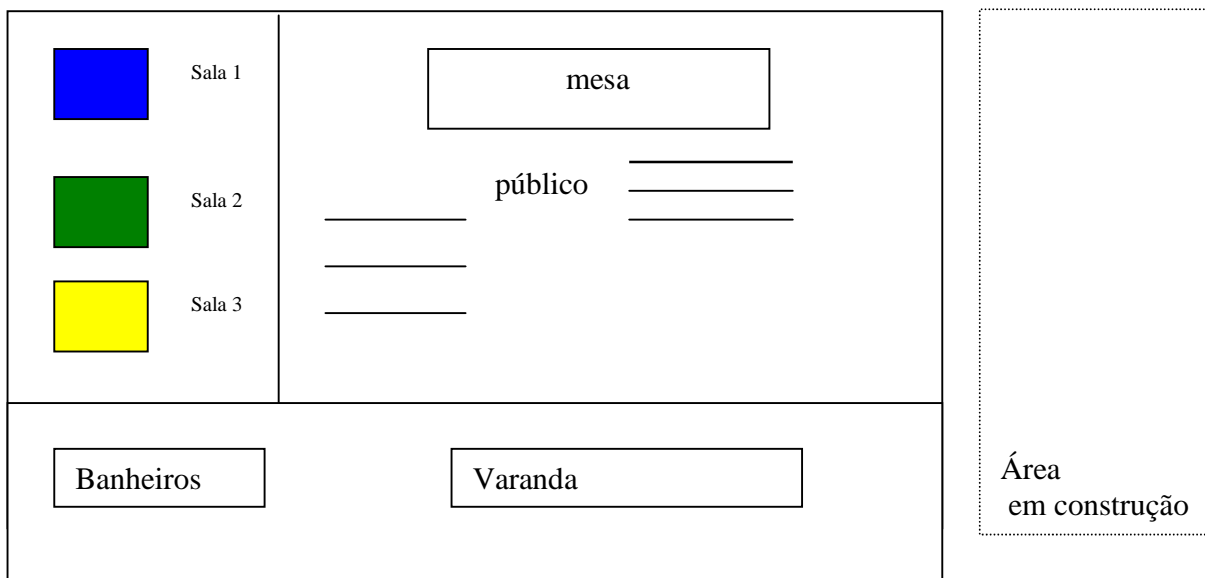 Sala 1
mesa
público
Sala 2
Sala 3
Banheiros
Varanda
Área
em construção